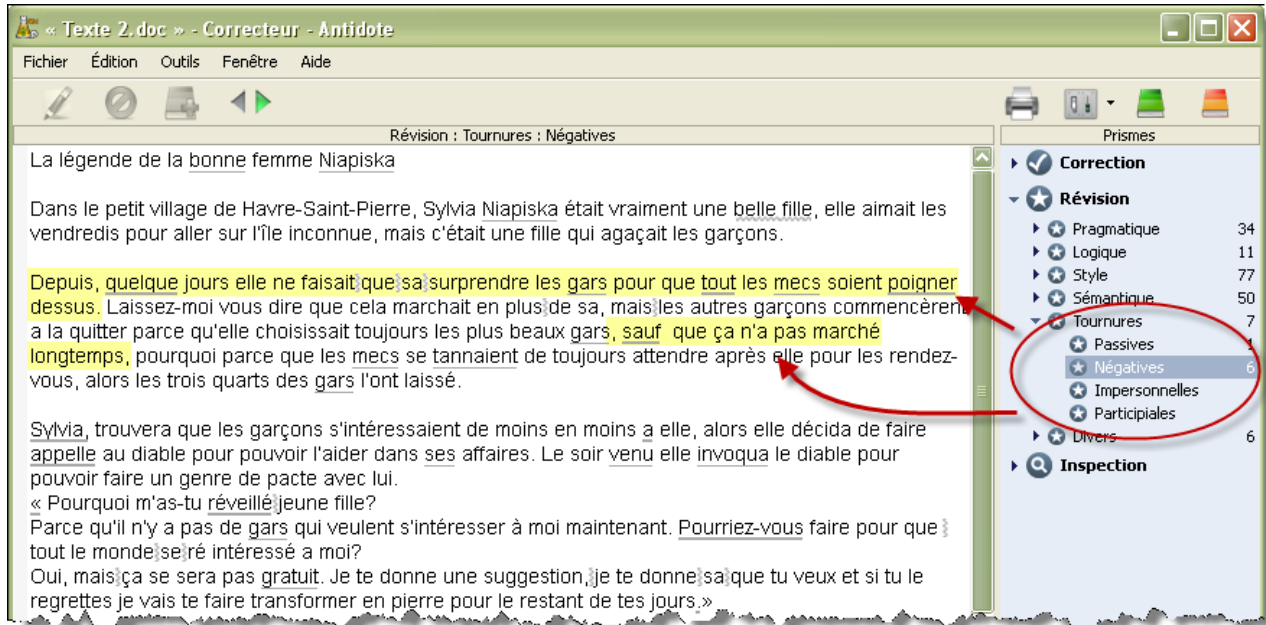 « Texte 2.doc » - Correcteur - Antidote
Fichier Édition Outils Fenêtre Aide
Révision : Tournures : Négatives
La légende de la bonne femme Niapiska
Dans le petit village de Havre-Saint-Pierre, Sylvia Niapiska était vraiment une belle fille, elle aimait les
vendredis pour aller sur l'île inconnue, mais c'était une fille qui agaçait les garçons.
Depuis, quelque jours elle ne faisait que sa surprendre les gars pour que tout les mecs soient poigner
dessus. Laissez-moi vous dire que cela marchait en plus de sa, mais les autres garçons commencèrent
a la quitter parce qu'elle choisissait toujours les plus beaux gars, sauf que ça n'a pas marché
longtemps, pourquoi parce que les mecs se tannaient de toujours attendre après elle pour les rendez-
vous, alors les trois quarts des gars l'ont laissé.
Sylvia, trouvera que les garçons s'intéressaient de moins en moins a elle, alors elle décida de faire
appelle au diable pour pouvoir l'aider dans ses affaires. Le soir venu elle invoqua le diable pour
pouvoir faire un genre de pacte avec lui.
« Pourquoi m'as-tu réveillé jeune fille?
Parce qu'il n'y a pas de gars qui veulent s'intéresser à moi maintenant. Pourriez-vous faire pour que
tout le monde se ré intéressé a moi?
Oui, mais ça se sera pas gratuit. Je te donne une suggestion, je te donne sa que tu veux et si tu le
regrettes je vais te faire transformer en pierre pour le restant de tes jours.»
Prismes
Correction
Révision
Pragmatique 34
Logique 11
Style 77
Sémantique 50
Tournures 7
Passives 1
Négatives 6
Impersonnelles
Participiales
Divers 6
Inspection